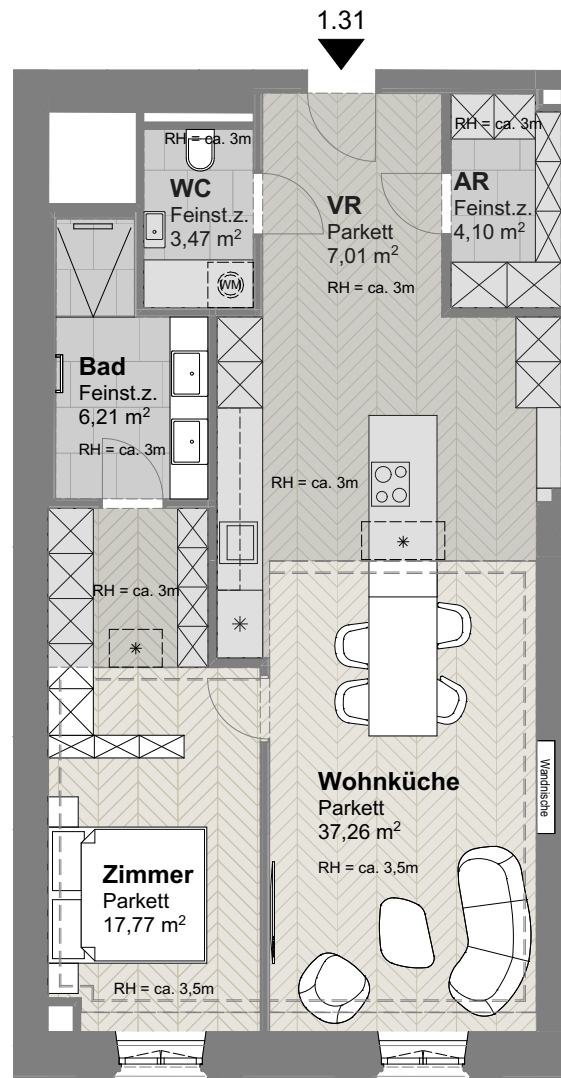 1.31
RH = ca. 3m
WC
Feinst.z.
3,47 m²
WM
VR
Parkett
7,01 m²
RH = ca. 3m
RH = ca. 3m
AR
Feinst.z.
4,10 m²
Bad
Feinst.z.
6,21 m²
RH = ca. 3m
RH = ca. 3m
RH = ca. 3m
Wohnküche
Parkett
37,26 m²
RH = ca. 3,5m
Wandnische
Zimmer
Parkett
17,77 m²
RH = ca. 3,5m